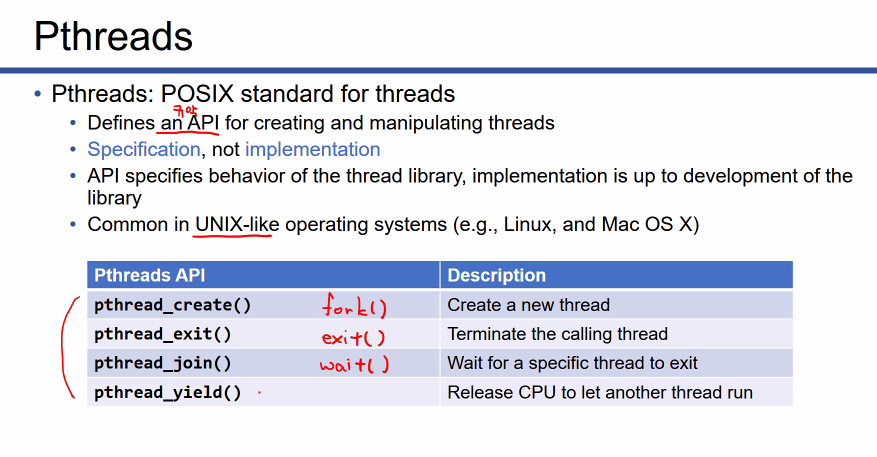 Pthreads
• Pthreads: POSIX standard for threads
규약
• Defines an API for creating and manipulating threads
• Specification, not implementation
• API specifies behavior of the thread library, implementation is up to development of the
library
• Common in UNIX-like operating systems (e.g., Linux, and Mac OS X)
Pthreads API Description
pthread_create() fork() Create a new thread
pthread_exit() exit() Terminate the calling thread
pthread_join() wait() Wait for a specific thread to exit
pthread_yield() Release CPU to let another thread run